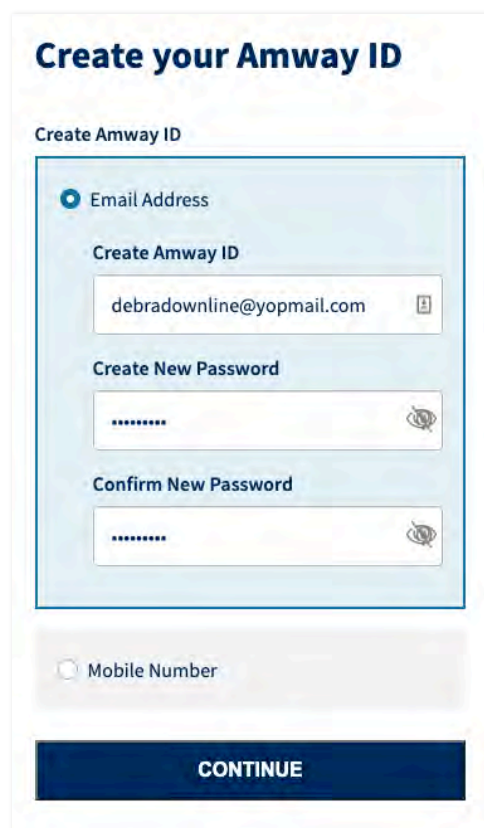 Create your Amway ID
Create Amway ID
Email Address
Create Amway ID
debradownline@yopmail.com
Create New Password
•••••••••
Confirm New Password
•••••••••
Mobile Number
CONTINUE